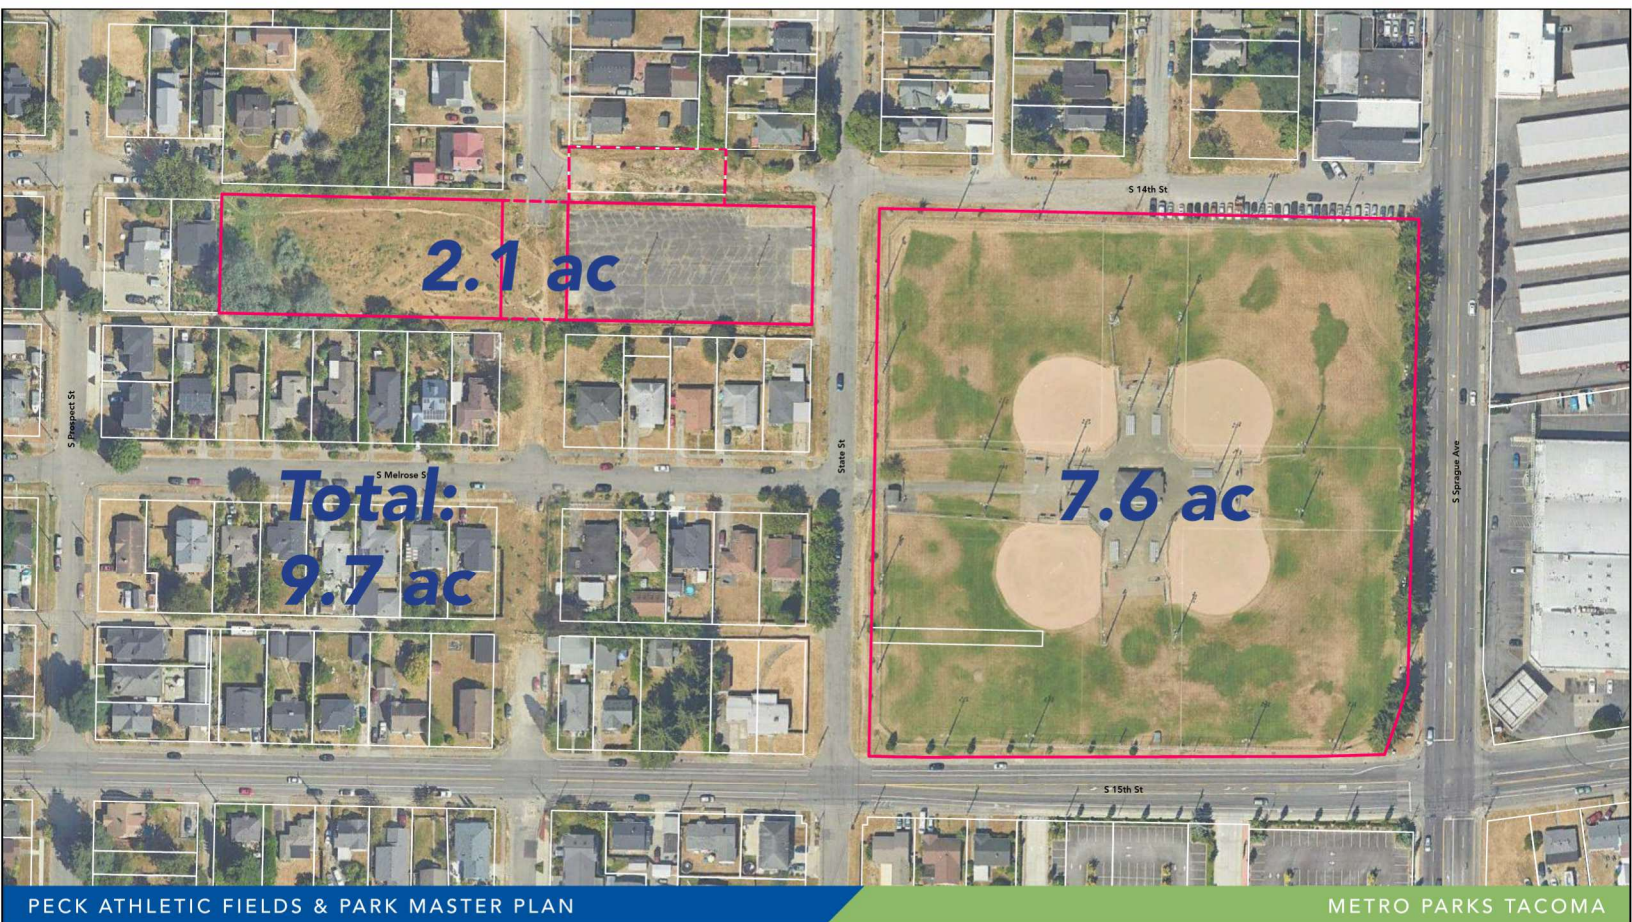 S 14th St
2.1 ac
S Prospect St
State St
S Sprague Ave
S Melrose St
Total:
9.7 ac
7.6 ac
S 15th St
PECK ATHLETIC FIELDS & PARK MASTER PLAN
METRO PARKS TACOMA